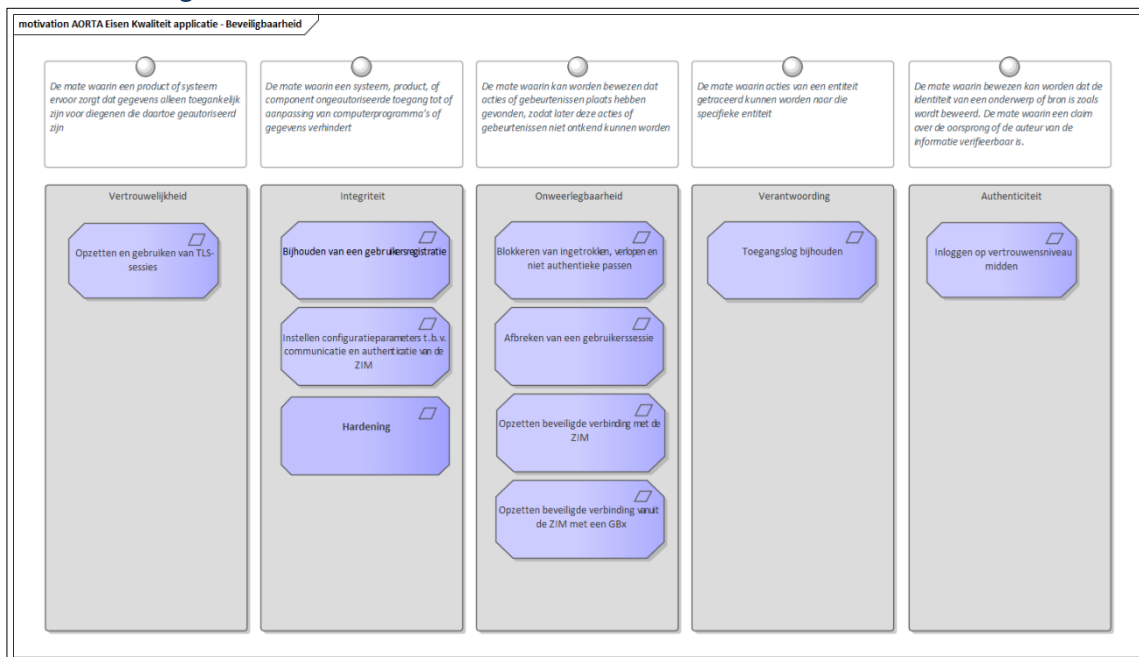 motivation AORTA Eisen Kwaliteit applicatie - Beveiligbaarheid
De mate waarin een product of systeem
ervoor zorgt dat gegevens alleen toegankelijk
zijn voor diegenen die daartoe geautoriseerd
zijn
De mate waarin een systeem, product, of
component ongeautoriseerde toegang tot of
aanpassing van computerprogramma's of
gegevens verhindert
De mate waarin kan worden bewezen dat
acties of gebeurtenissen plaats hebben
gevonden, zodat later deze acties of
gebeurtenissen niet ontkend kunnen worden
De mate waarin acties van een entiteit
getraceerd kunnen worden naar die
specifieke entiteit
De mate waarin bewezen kan worden dat de
identiteit van een onderwerp of bron is zoals
wordt beweerd. De mate waarin een claim
over de oorsprong of de auteur van de
informatie verifieerbaar is.
Vertrouwelijkheid
Opzetten en gebruiken van TLS-
sessies
Integriteit
Bijhouden van een gebruikersregistratie
Instellen configuratieparameters t.b.v.
communicatie en authenticatie van de
ZIM
Hardening
Onweerlegbaarheid
Blokkeren van ingetrokken, verlopen en
niet authentieke passen
Afbreken van een gebruikerssessie
Opzetten beveiligde verbinding met de
ZIM
Opzetten beveiligde verbinding vanuit
de ZIM met een GBx
Verantwoording
Toegangslog bijhouden
Authenticiteit
Inloggen op vertrouwensniveau
midden